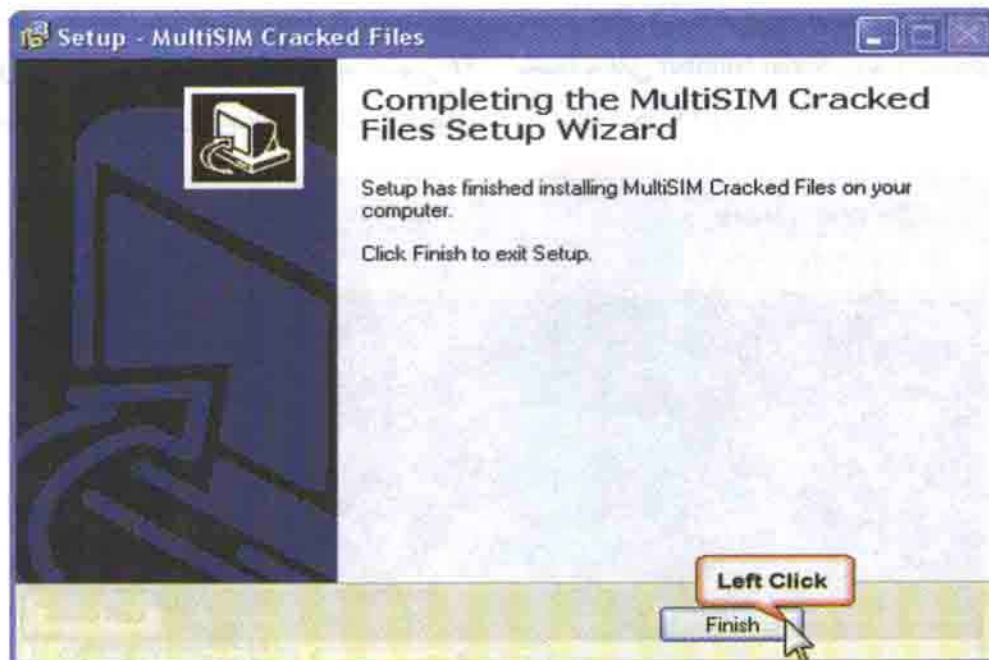 Setup - MultiSIM Cracked Files
Completing the MultiSIM Cracked
Files Setup Wizard
Setup has finished installing MultiSIM Cracked Files on your
computer.
Click Finish to exit Setup.
Left Click
Finish